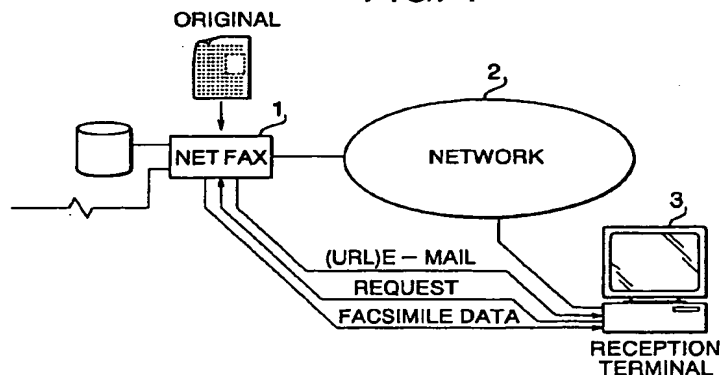 ORIGINAL
1
2
NET FAX
NETWORK
3
(URL)E – MAIL
REQUEST
FACSIMILE DATA
RECEPTION
TERMINAL